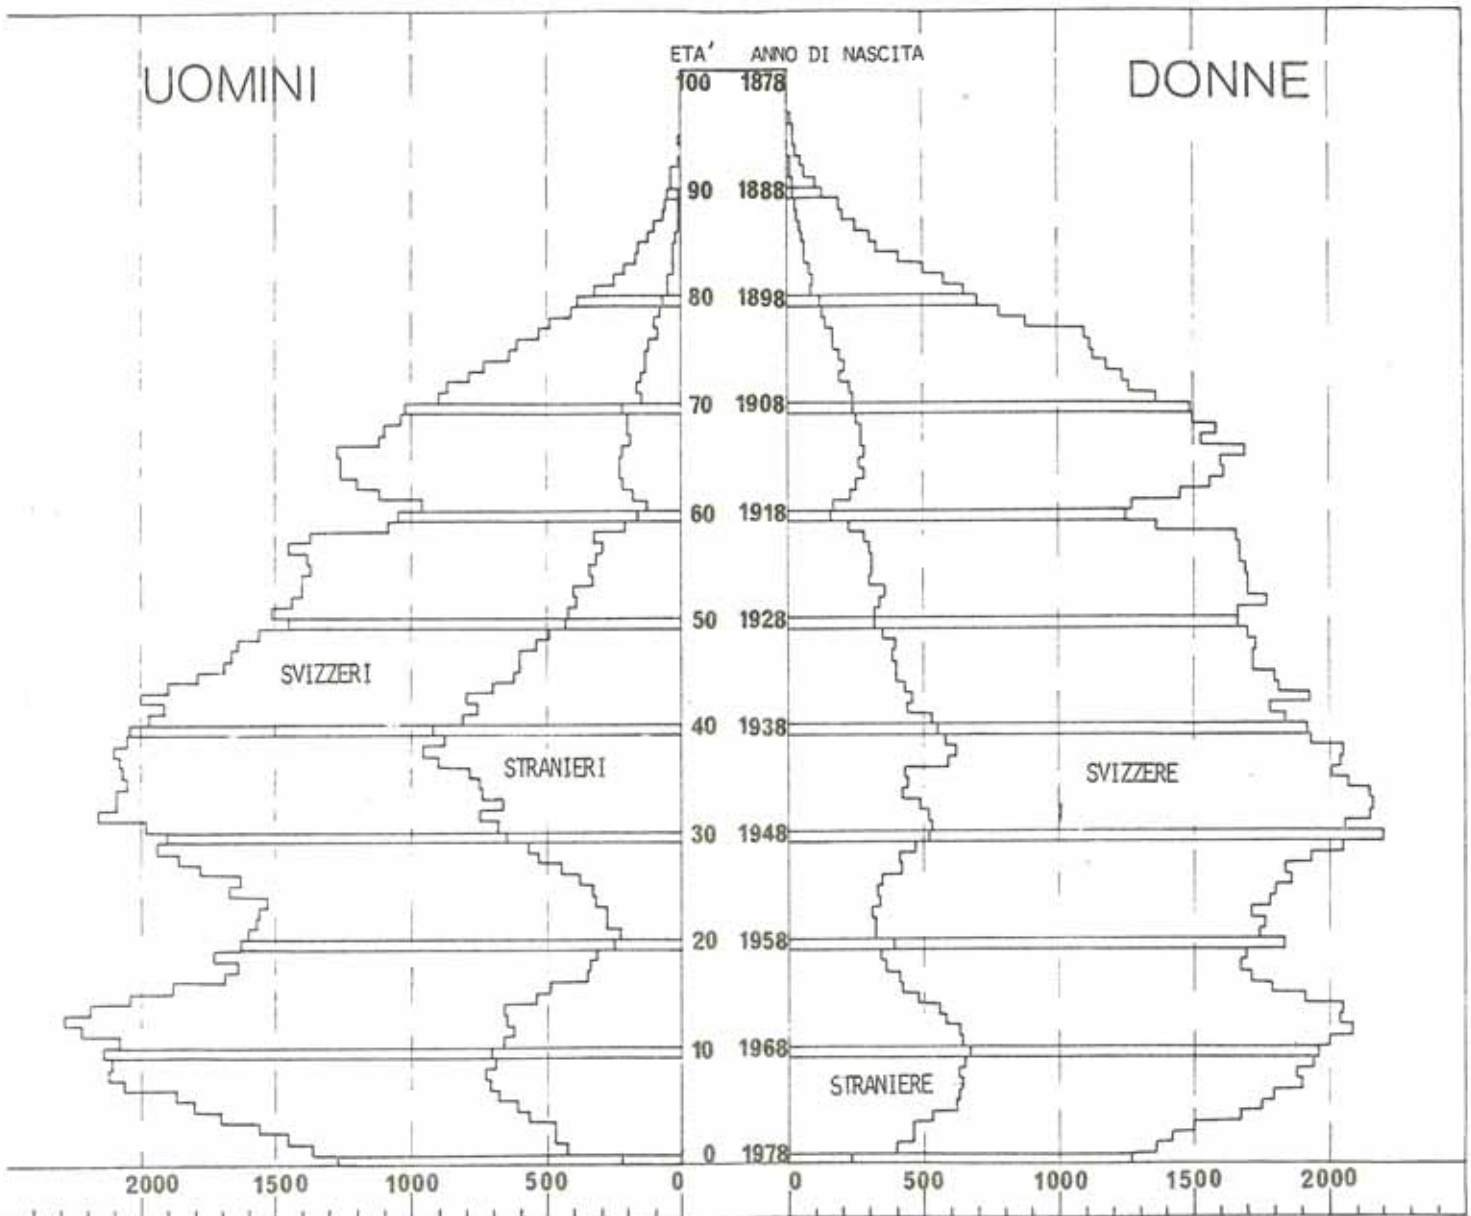 ETA' ANNO DI NASCITA
UOMINI 100 1878 DONNE
90 1888
80 1898
70 1908
60 1918
50 1928
SVIZZERI
40 1938
STRANIERI SVIZZERE
30 1948
20 1958
10 1968
STRANIERE
0 1978
2000 1500 1000 500 0 0 500 1000 1500 2000